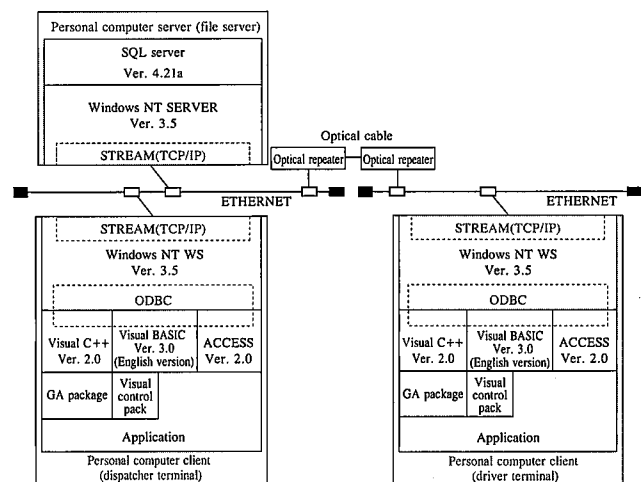 Personal computer server (file server)
SQL server
Ver. 4.21a
Windows NT SERVER
Ver. 3.5
STREAM(TCP/IP)
Optical cable
Optical repeater
Optical repeater
ETHERNET
ETHERNET
STREAM(TCP/IP)
Windows NT WS
Ver. 3.5
ODBC
Visual C++
Ver. 2.0
Visual BASIC
Ver. 3.0
(English version)
ACCESS
Ver. 2.0
GA package
Visual
control
pack
Application
Personal computer client
(dispatcher terminal)
STREAM(TCP/IP)
Windows NT WS
Ver. 3.5
ODBC
Visual C++
Ver. 2.0
Visual BASIC
Ver. 3.0
(English version)
ACCESS
Ver. 2.0
GA package
Visual
control
pack
Application
Personal computer client
(driver terminal)